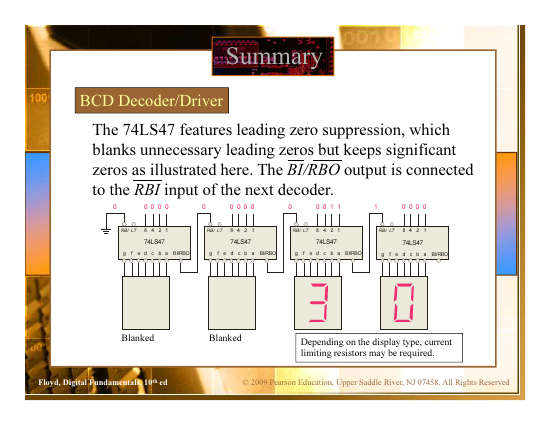 Summary
BCD Decoder/Driver
The 74LS47 features leading zero suppression, which
blanks unnecessary leading zeros but keeps significant
zeros as illustrated here. The BI/RBO output is connected
to the RBI input of the next decoder.
0 0 0 0 0 0 0 0 0 0 0 0 0 1 1 1 0 0 0 0
RBI LT 8 4 2 1 RBI LT 8 4 2 1 RBI LT 8 4 2 1 RBI LT 8 4 2 1
74LS47 74LS47 74LS47 74LS47
g f e d c b a BI/RBO g f e d c b a BI/RBO g f e d c b a BI/RBO g f e d c b a BI/RBO
3 0
Blanked Blanked
Depending on the display type, current
limiting resistors may be required.
Floyd, Digital Fundamentals, 10th ed
© 2009 Pearson Education, Upper Saddle River, NJ 07458. All Rights Reserved